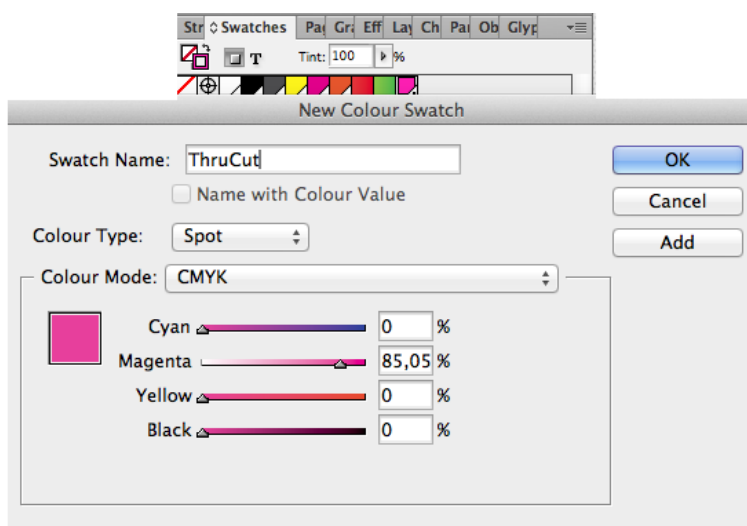 Str Swatches Pa Gra Eff Lay Ch Pai Ob Glyp
T Tint: 100 %
New Colour Swatch
Swatch Name: ThruCut OK
Name with Colour Value Cancel
Colour Type: Spot Add
Colour Mode: CMYK
Cyan 0 %
Magenta 85,05 %
Yellow 0 %
Black 0 %